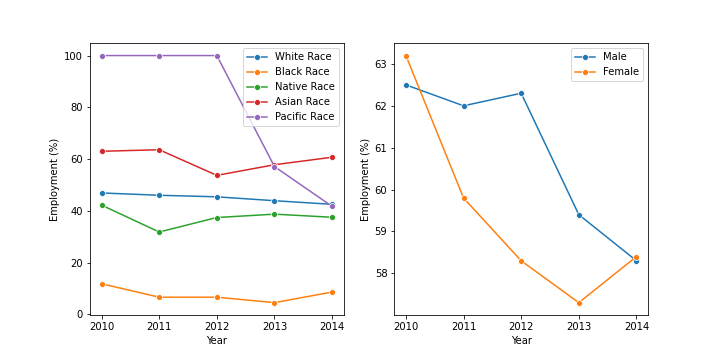 100
80
60
40
20
0
Employment (%)
2010 2011 2012 2013 2014
Year
White Race
Black Race
Native Race
Asian Race
Pacific Race
63
62
61
60
59
58
Employment (%)
2010 2011 2012 2013 2014
Year
Male
Female